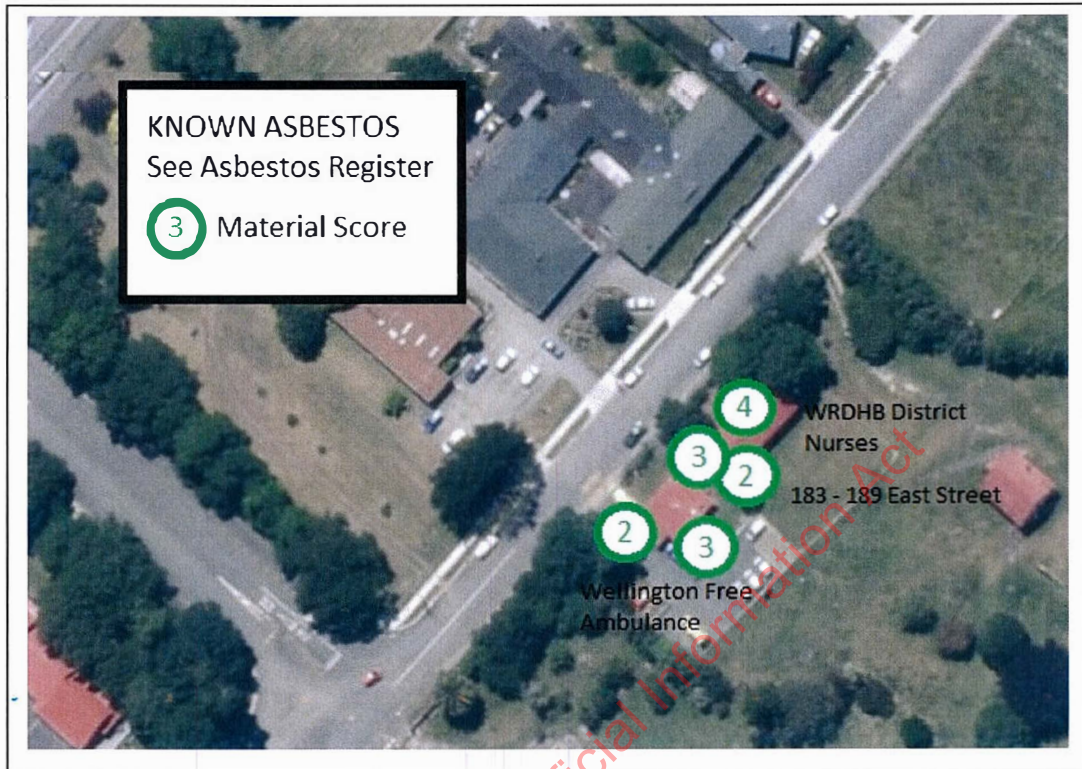 KNOWN ASBESTOS
See Asbestos Register
3 Material Score
4
WRDHB District
Nurses
3
2
183 - 189 East Street
2
3
Wellington Free
Ambulance
Official Information Act